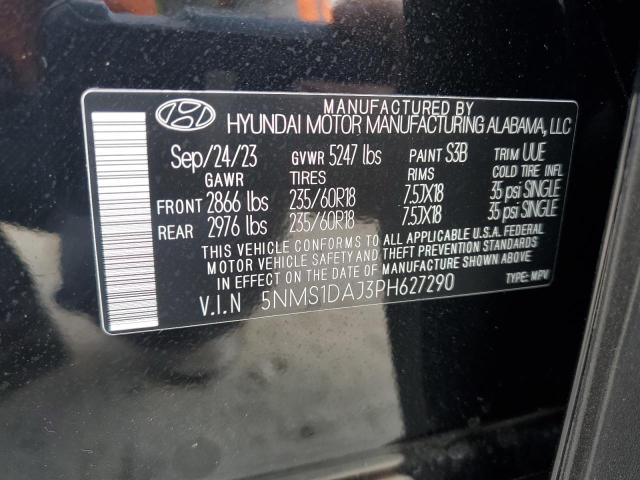 MANUFACTURED BY
HYUNDAI MOTOR MANUFACTURING ALABAMA, LLC
Sep/24/23 GVWR 5247 lbs PAINT S3B TRIM UUE
GAWR TIRES RIMS COLD TIRE INFL
FRONT 2866 lbs 235/60R18 7.5JX18 35 psi SINGLE
REAR 2976 lbs 235/60R18 7.5JX18 35 psi SINGLE
THIS VEHICLE CONFORMS TO ALL APPLICABLE U.S.A. FEDERAL
MOTOR VEHICLE SAFETY AND THEFT PREVENTION STANDARDS
IN EFFECT ON THE DATE OF MANUFACTURE SHOWN ABOVE.
V.I.N 5NMS1DAJ3PH627290 TYPE: MPV